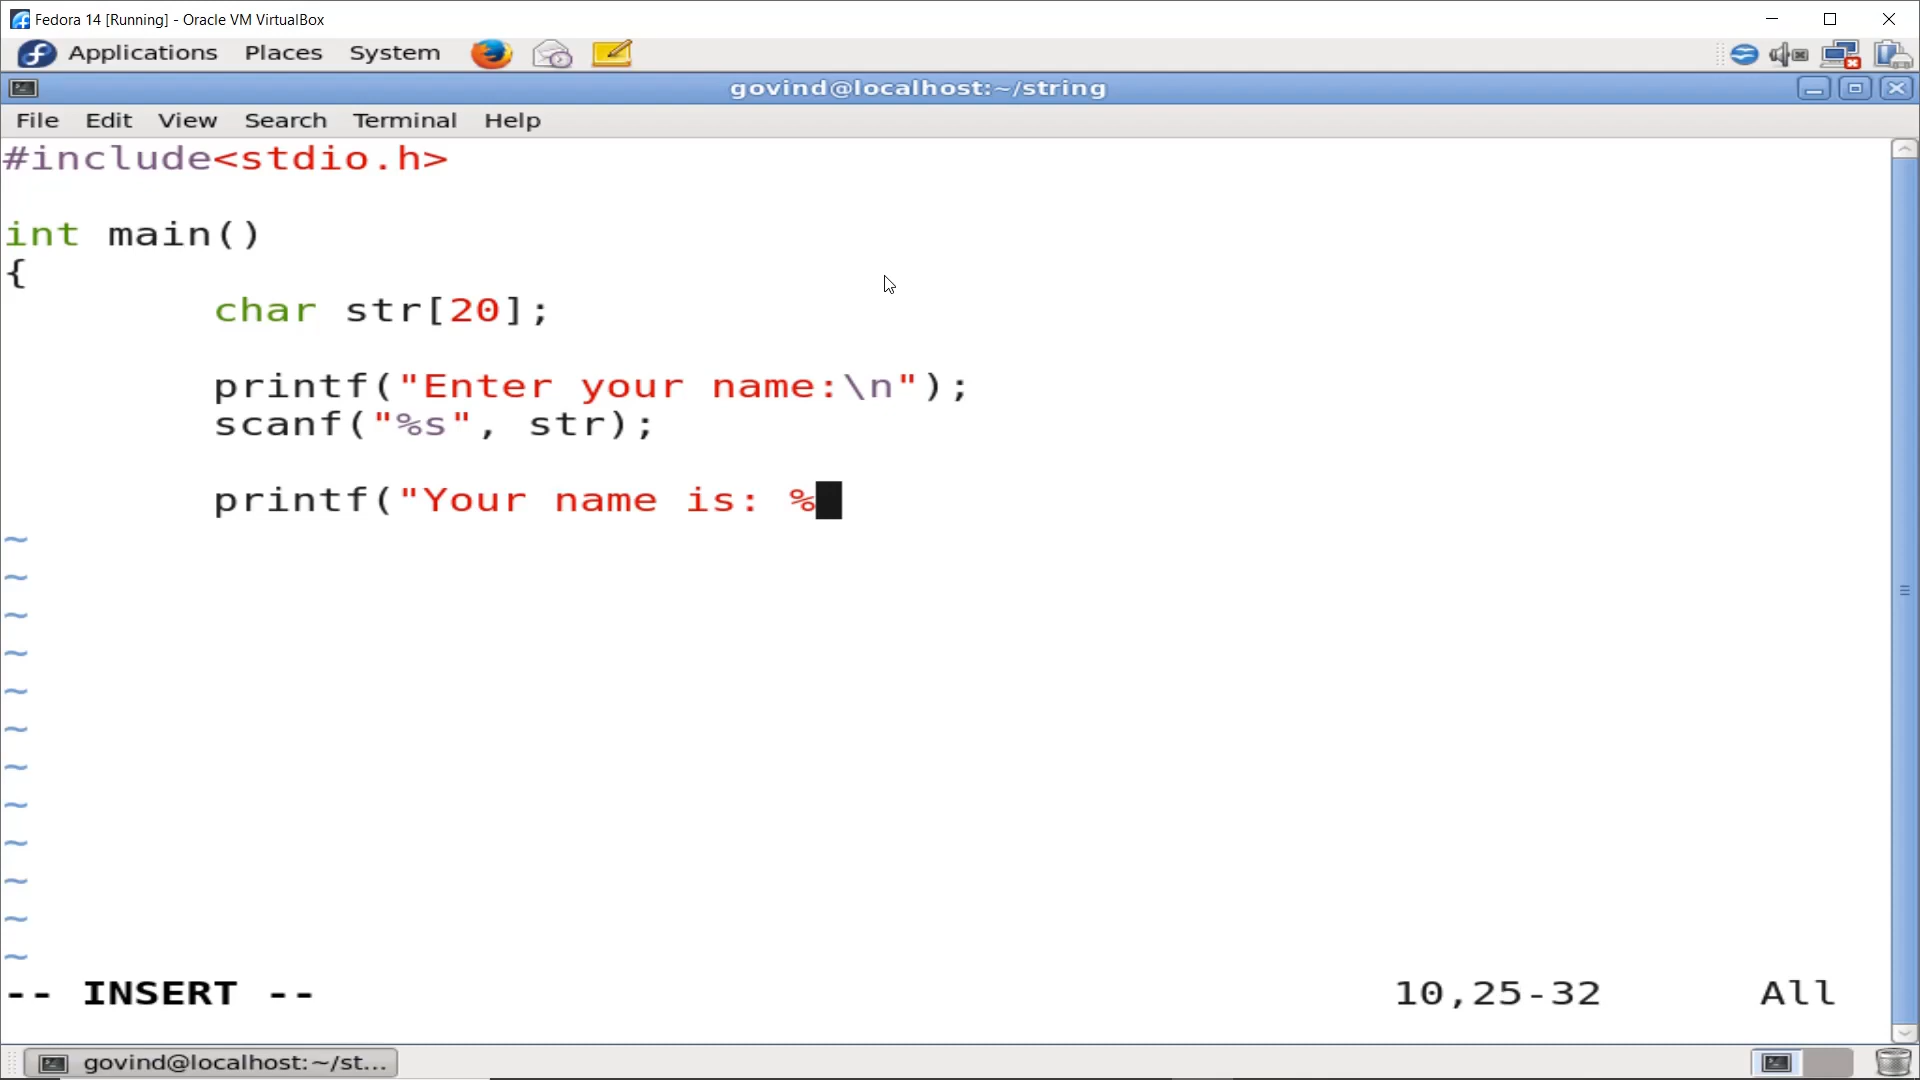 Fedora 14 [Running] - Oracle VM VirtualBox
Applications Places System
govind@localhost:~/string
File Edit View Search Terminal Help
#include<stdio.h>
int main()
{
char str[20];
printf("Enter your name:\n");
scanf("%s", str);
printf("Your name is: %
~
~
~
~
~
~
~
~
~
~
~
~
-- INSERT -- 10,25-32 All
govind@localhost:~/st...